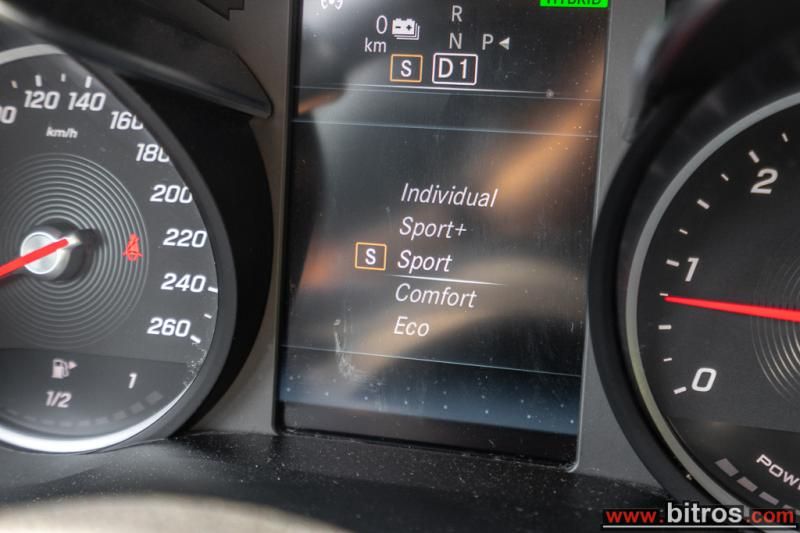 HYBRID
0 R
km N P
S D1
120 140
160
km/h
180
200
220
240
260
1/2 1
Individual
Sport+
S Sport
Comfort
Eco
2
1
0
www.bitros.com